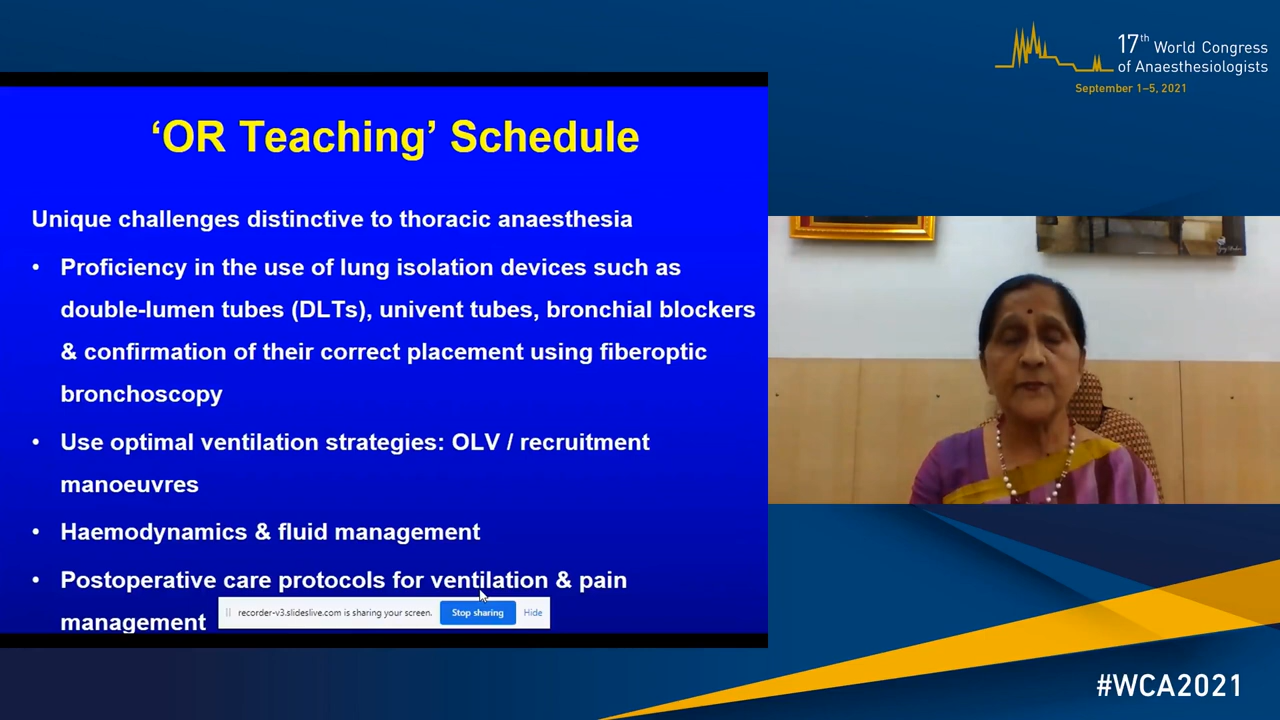 17th World Congress
of Anaesthesiologists
September 1–5, 2021
‘OR Teaching’ Schedule
Unique challenges distinctive to thoracic anaesthesia
• Proficiency in the use of lung isolation devices such as
double-lumen tubes (DLTs), univent tubes, bronchial blockers
& confirmation of their correct placement using fiberoptic
bronchoscopy
• Use optimal ventilation strategies: OLV / recruitment
manoeuvres
• Haemodynamics & fluid management
• Postoperative care protocols for ventilation & pain
management
recorder-v3.slideslive.com is sharing your screen. Stop sharing Hide
#WCA2021